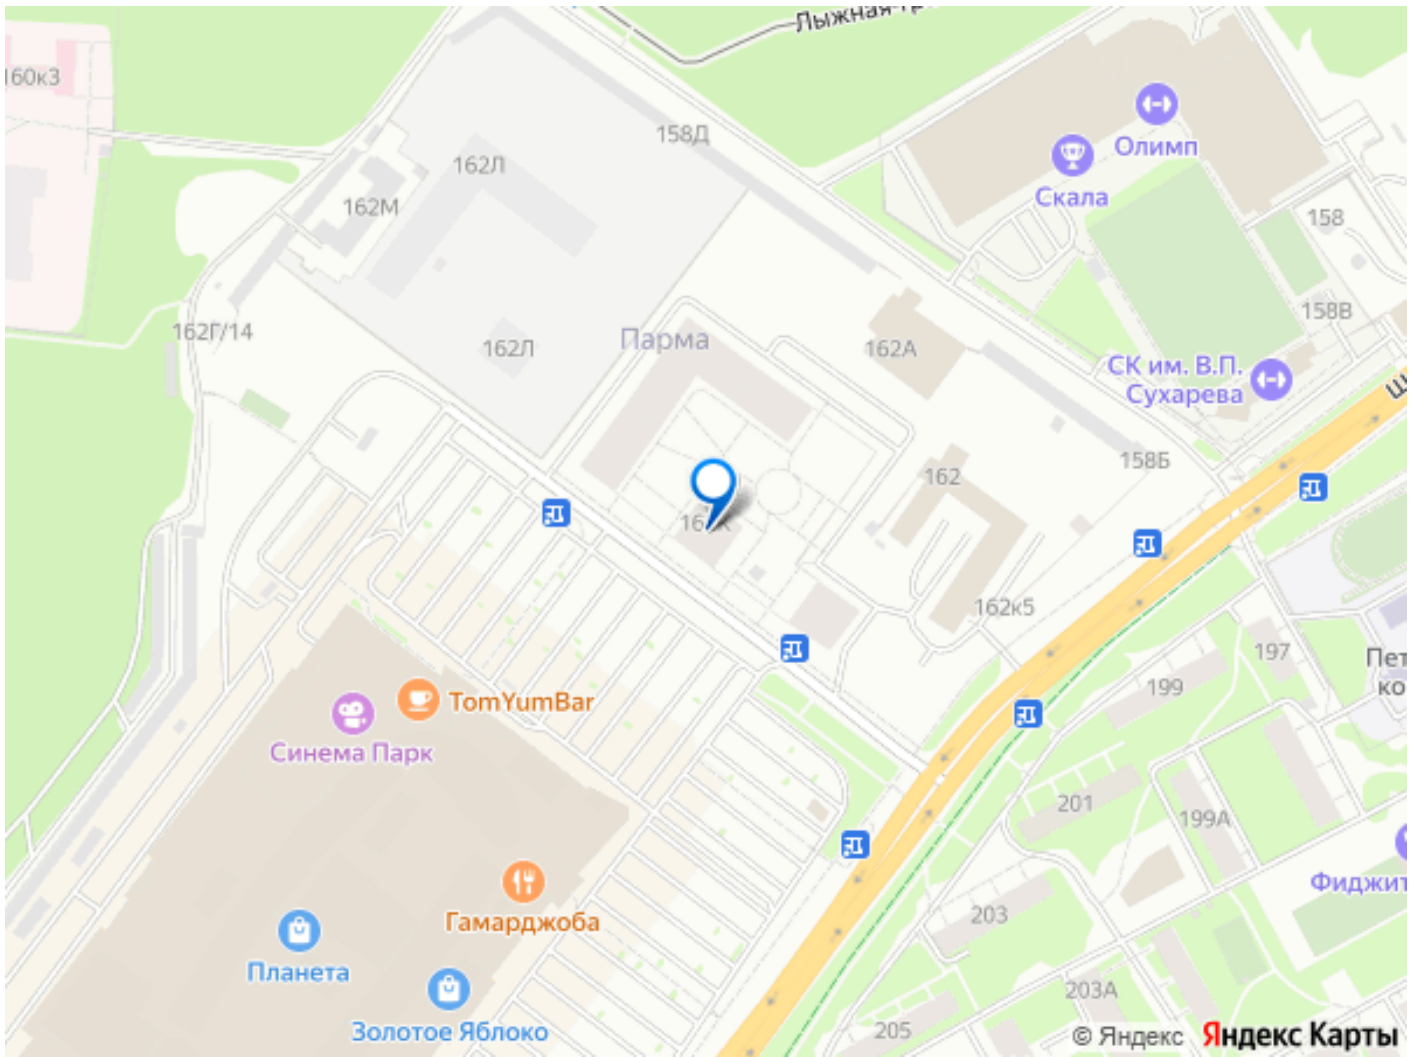 Лыжная
160к3
158Д
Олимп
162Л
Скала
162М
158
158В
162Г/14
Парма
162Л
162А
СК им. В.П.
Сухарева
158Б
162
162к5
197
199
TomYumBar
Синема Парк
201
199А
Гамарджоба
203
Планета
203А
Золотое Яблоко
205
© Яндекс Яндекс Карты